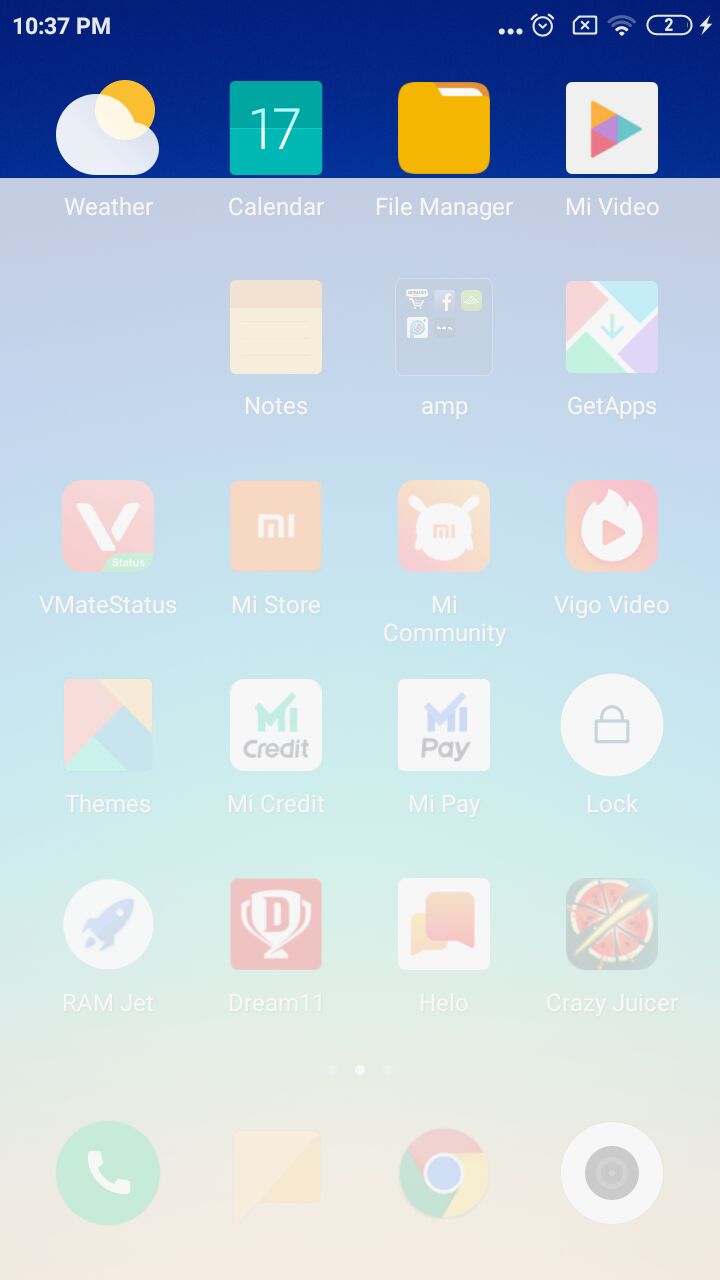 10:37 PM
2
17
Weather
Calendar
File Manager
Mi Video
amazon
Notes
amp
GetApps
Status
VMateStatus
Mi Store
Mi
Community
Vigo Video
Mi
Credit
Mi
Pay
Themes
Mi Credit
Mi Pay
Lock
D
RAM Jet
Dream11
Helo
Crazy Juicer